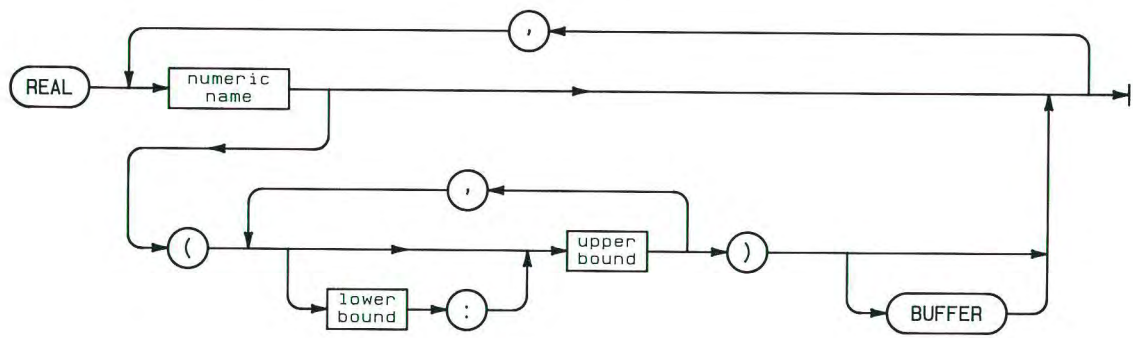 ,
REAL
numeric
name
,
(
upper
bound
)
lower
bound
:
BUFFER